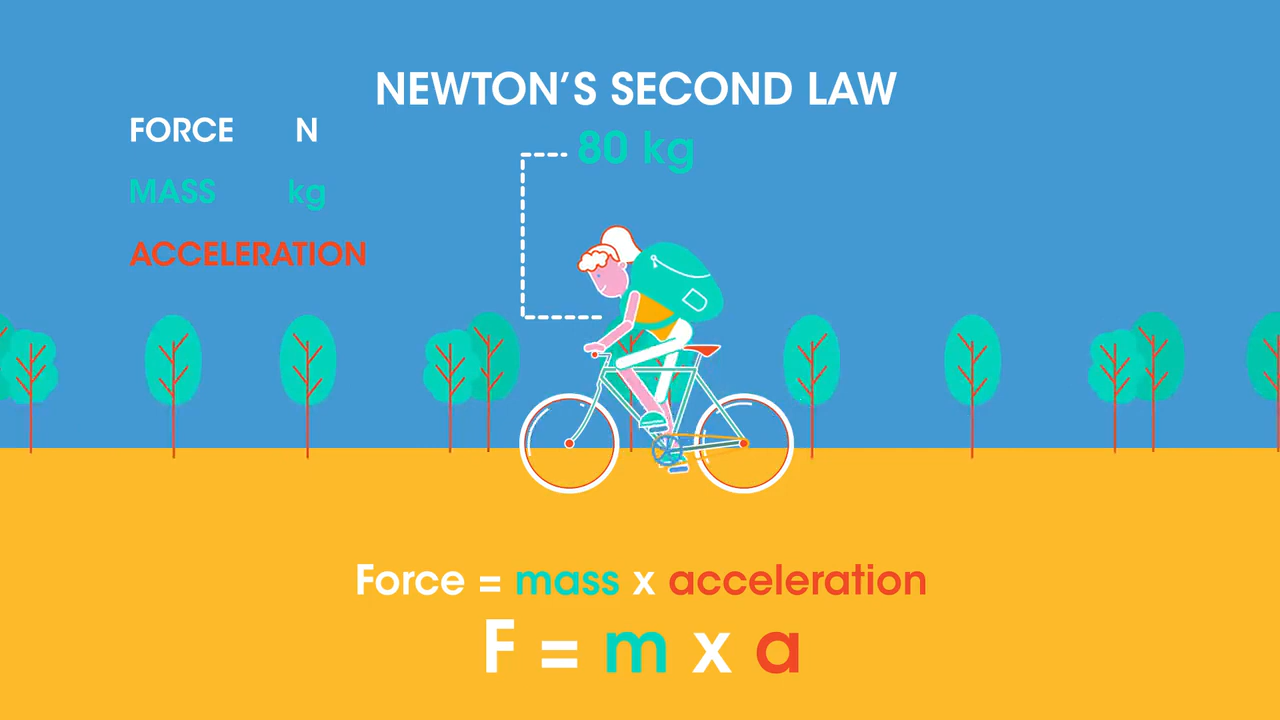 NEWTON’S SECOND LAW
FORCE N
80 kg
MASS kg
ACCELERATION
Force = mass x acceleration
F = m x a